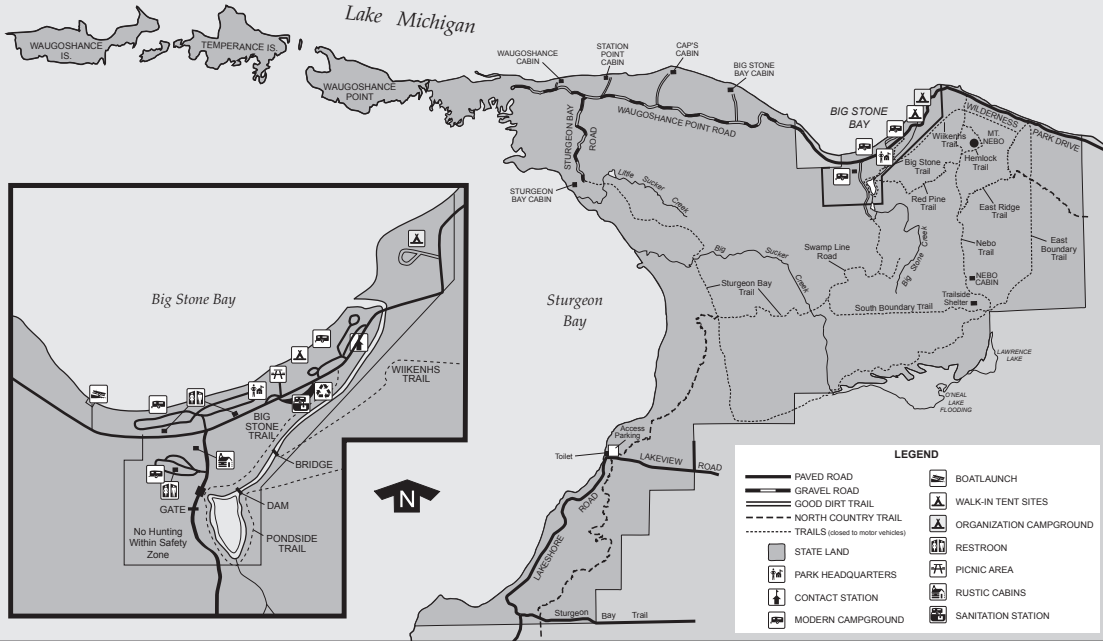 Lake Michigan
WAUGOSHANCE
IS.
TEMPERANCE IS.
WAUGOSHANCE
POINT
WAUGOSHANCE
CABIN
STATION
POINT
CABIN
CAP'S
CABIN
BIG STONE
BAY CABIN
BIG STONE
BAY
WAUGOSHANCE POINT ROAD
STURGEON BAY
ROAD
STURGEON
BAY CABIN
Little Sucker
Creek
WILDERNESS
PARK DRIVE
Wiikenhs
Trail
MT.
NEBO
Hemlock
Trail
Big Stone
Trail
Red Pine
Trail
East Ridge
Trail
Nebo
Trail
East
Boundary
Trail
Big Stone Creek
Swamp Line
Road
Big Sucker
Creek
Sturgeon Bay
Trail
NEBO
CABIN
Trailside
Shelter
South Boundary Trail
LAWRENCE
LAKE
O'NEAL
LAKE
FLOODING
Sturgeon
Bay
Access
Parking
Toilet
LAKEVIEW ROAD
LAKESHORE ROAD
Sturgeon Bay Trail
Big Stone Bay
WIIKENHS
TRAIL
BIG
STONE
TRAIL
BRIDGE
DAM
GATE
PONDSIDE
TRAIL
No Hunting
Within Safety
Zone
N
LEGEND
PAVED ROAD
GRAVEL ROAD
GOOD DIRT TRAIL
NORTH COUNTRY TRAIL
TRAILS (closed to motor vehicles)
STATE LAND
PARK HEADQUARTERS
CONTACT STATION
MODERN CAMPGROUND
BOATLAUNCH
WALK-IN TENT SITES
ORGANIZATION CAMPGROUND
RESTROON
PICNIC AREA
RUSTIC CABINS
SANITATION STATION